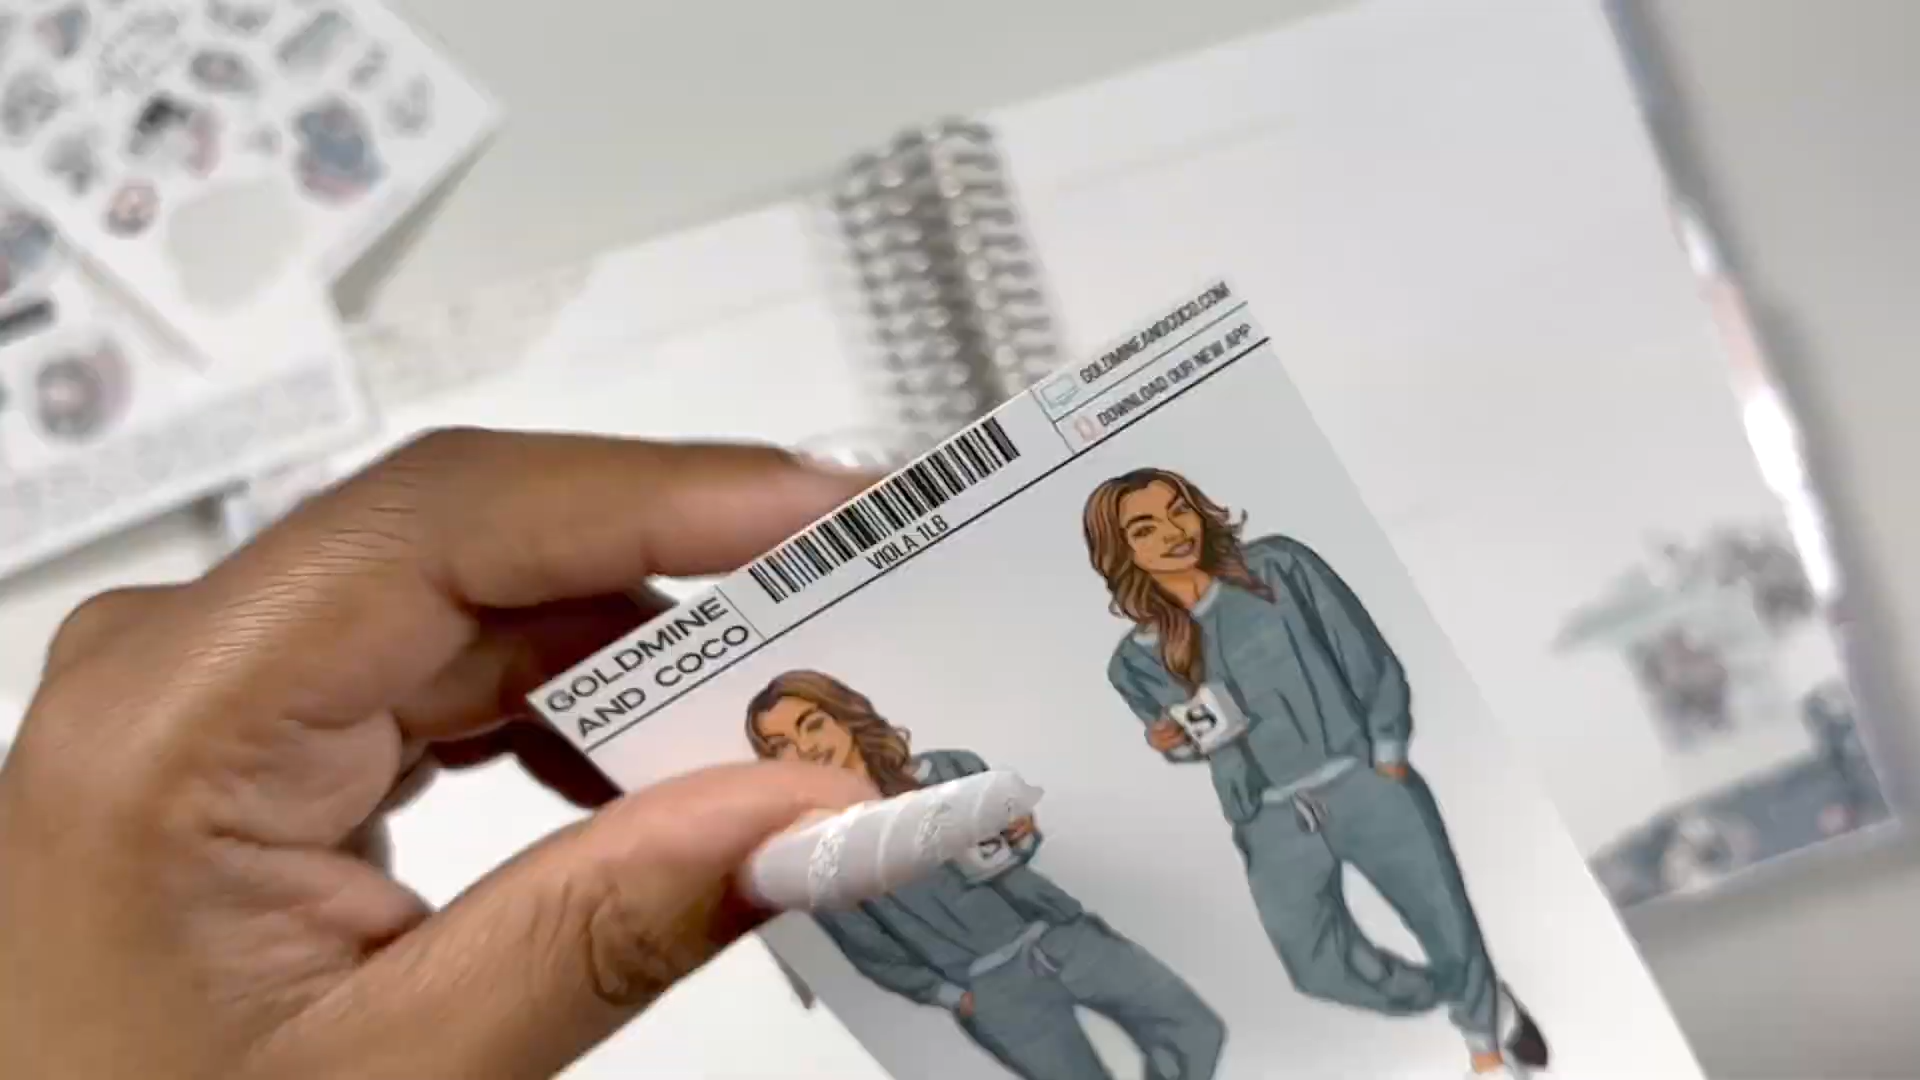 GOLDMINE
AND COCO
VIOLA 1LB
GOLDMINEANDCOCO.COM
DOWNLOAD OUR NEW APP
S
S